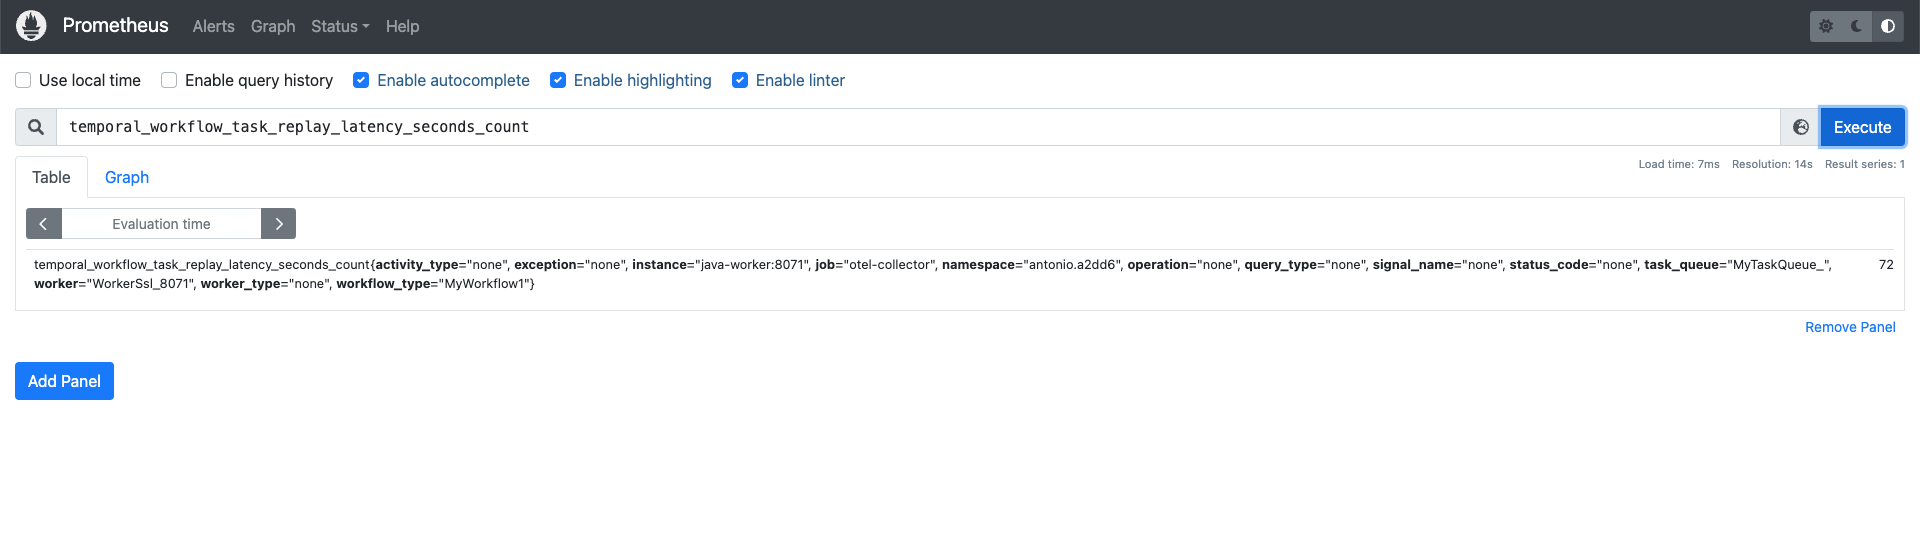 Prometheus Alerts Graph Status Help
Use local time Enable query history Enable autocomplete Enable highlighting Enable linter
temporal_workflow_task_replay_latency_seconds_count Execute
Table Graph Load time: 7ms Resolution: 14s Result series: 1
Evaluation time
temporal_workflow_task_replay_latency_seconds_count{activity_type="none", exception="none", instance="java-worker:8071", job="otel-collector", namespace="antonio.a2dd6", operation="none", query_type="none", signal_name="none", status_code="none", task_queue="MyTaskQueue_", 72
worker="WorkerSsl_8071", worker_type="none", workflow_type="MyWorkflow1"}
Remove Panel
Add Panel